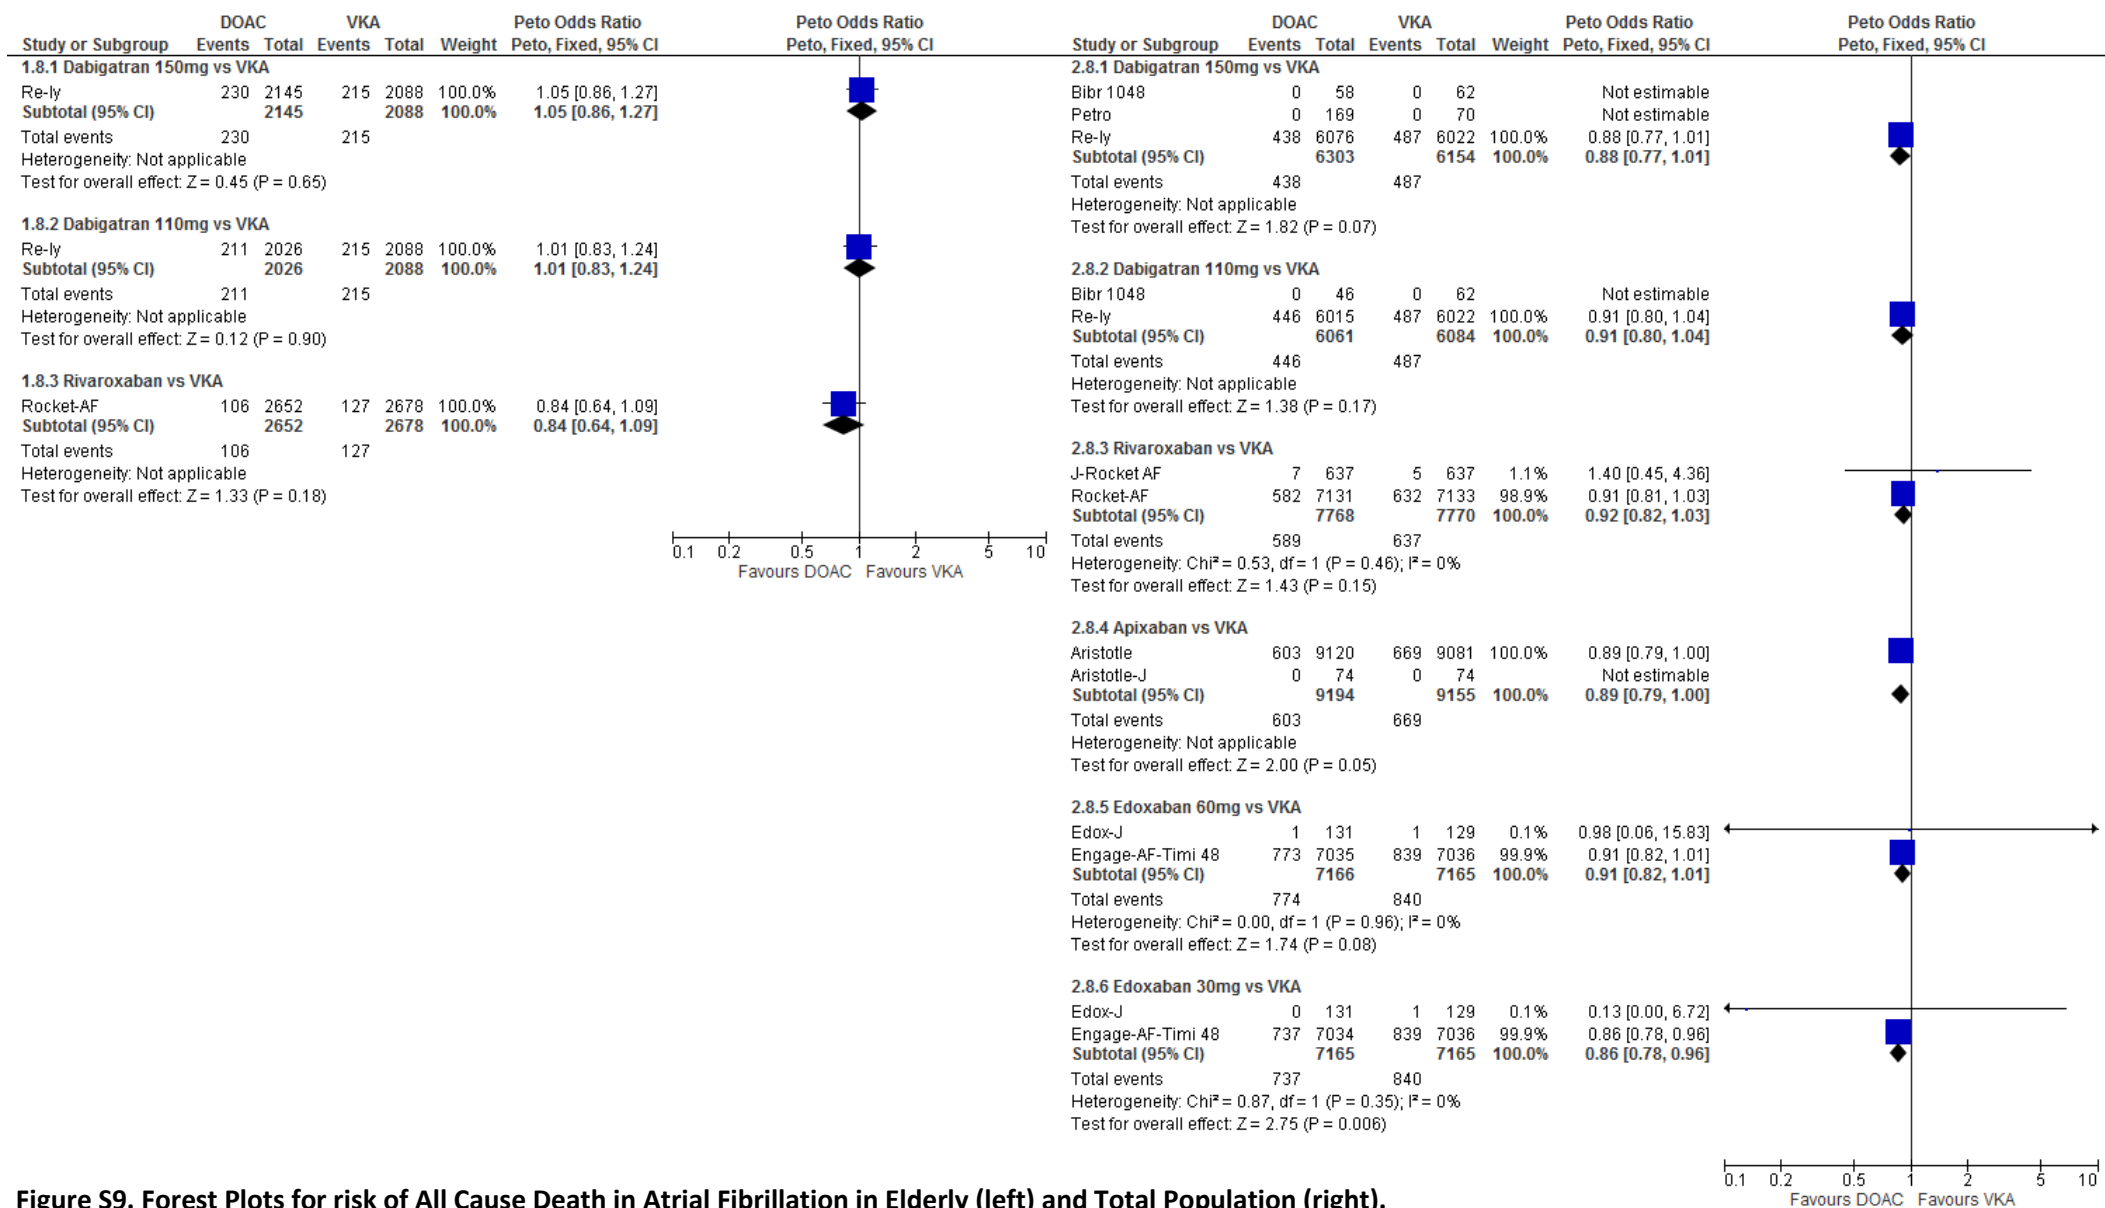 DOAC VKA Peto Odds Ratio Peto Odds Ratio
Study or Subgroup Events Total Events Total Weight Peto, Fixed, 95% CI Peto, Fixed, 95% CI
1.8.1 Dabigatran 150mg vs VKA
Re-ly 230 2145 215 2088 100.0% 1.05 [0.86, 1.27]
Subtotal (95% CI) 2145 2088 100.0% 1.05 [0.86, 1.27]
Total events 230 215
Heterogeneity: Not applicable
Test for overall effect: Z = 0.45 (P = 0.65)
1.8.2 Dabigatran 110mg vs VKA
Re-ly 211 2026 215 2088 100.0% 1.01 [0.83, 1.24]
Subtotal (95% CI) 2026 2088 100.0% 1.01 [0.83, 1.24]
Total events 211 215
Heterogeneity: Not applicable
Test for overall effect: Z = 0.12 (P = 0.90)
1.8.3 Rivaroxaban vs VKA
Rocket-AF 106 2652 127 2678 100.0% 0.84 [0.64, 1.09]
Subtotal (95% CI) 2652 2678 100.0% 0.84 [0.64, 1.09]
Total events 106 127
Heterogeneity: Not applicable
Test for overall effect: Z = 1.33 (P = 0.18)
0.1 0.2 0.5 1 2 5 10
Favours DOAC Favours VKA
DOAC VKA Peto Odds Ratio Peto Odds Ratio
Study or Subgroup Events Total Events Total Weight Peto, Fixed, 95% CI Peto, Fixed, 95% CI
2.8.1 Dabigatran 150mg vs VKA
Bibr 1048 0 58 0 62 Not estimable
Petro 0 169 0 70 Not estimable
Re-ly 438 6076 487 6022 100.0% 0.88 [0.77, 1.01]
Subtotal (95% CI) 6303 6154 100.0% 0.88 [0.77, 1.01]
Total events 438 487
Heterogeneity: Not applicable
Test for overall effect: Z = 1.82 (P = 0.07)
2.8.2 Dabigatran 110mg vs VKA
Bibr 1048 0 46 0 62 Not estimable
Re-ly 446 6015 487 6022 100.0% 0.91 [0.80, 1.04]
Subtotal (95% CI) 6061 6084 100.0% 0.91 [0.80, 1.04]
Total events 446 487
Heterogeneity: Not applicable
Test for overall effect: Z = 1.38 (P = 0.17)
2.8.3 Rivaroxaban vs VKA
J-Rocket AF 7 637 5 637 1.1% 1.40 [0.45, 4.36]
Rocket-AF 582 7131 632 7133 98.9% 0.91 [0.81, 1.03]
Subtotal (95% CI) 7768 7770 100.0% 0.92 [0.82, 1.03]
Total events 589 637
Heterogeneity: Chi² = 0.53, df = 1 (P = 0.46); I² = 0%
Test for overall effect: Z = 1.43 (P = 0.15)
2.8.4 Apixaban vs VKA
Aristotle 603 9120 669 9081 100.0% 0.89 [0.79, 1.00]
Aristotle-J 0 74 0 74 Not estimable
Subtotal (95% CI) 9194 9155 100.0% 0.89 [0.79, 1.00]
Total events 603 669
Heterogeneity: Not applicable
Test for overall effect: Z = 2.00 (P = 0.05)
2.8.5 Edoxaban 60mg vs VKA
Edox-J 1 131 1 129 0.1% 0.98 [0.06, 15.83]
Engage-AF-Timi 48 773 7035 839 7036 99.9% 0.91 [0.82, 1.01]
Subtotal (95% CI) 7166 7165 100.0% 0.91 [0.82, 1.01]
Total events 774 840
Heterogeneity: Chi² = 0.00, df = 1 (P = 0.96); I² = 0%
Test for overall effect: Z = 1.74 (P = 0.08)
2.8.6 Edoxaban 30mg vs VKA
Edox-J 0 131 1 129 0.1% 0.13 [0.00, 6.72]
Engage-AF-Timi 48 737 7034 839 7036 99.9% 0.86 [0.78, 0.96]
Subtotal (95% CI) 7165 7165 100.0% 0.86 [0.78, 0.96]
Total events 737 840
Heterogeneity: Chi² = 0.87, df = 1 (P = 0.35); I² = 0%
Test for overall effect: Z = 2.75 (P = 0.006)
0.1 0.2 0.5 1 2 5 10
Favours DOAC Favours VKA
Figure S9. Forest Plots for risk of All Cause Death in Atrial Fibrillation in Elderly (left) and Total Population (right).